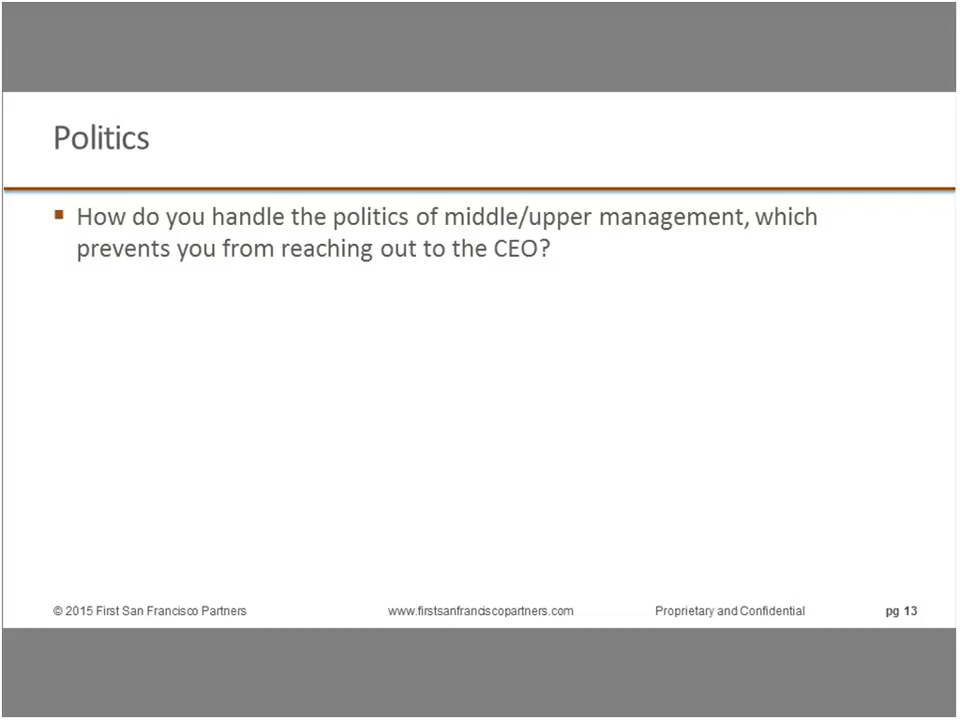 Politics
How do you handle the politics of middle/upper management, which
prevents you from reaching out to the CEO?
© 2015 First San Francisco Partners www.firstsanfranciscopartners.com Proprietary and Confidential pg 13